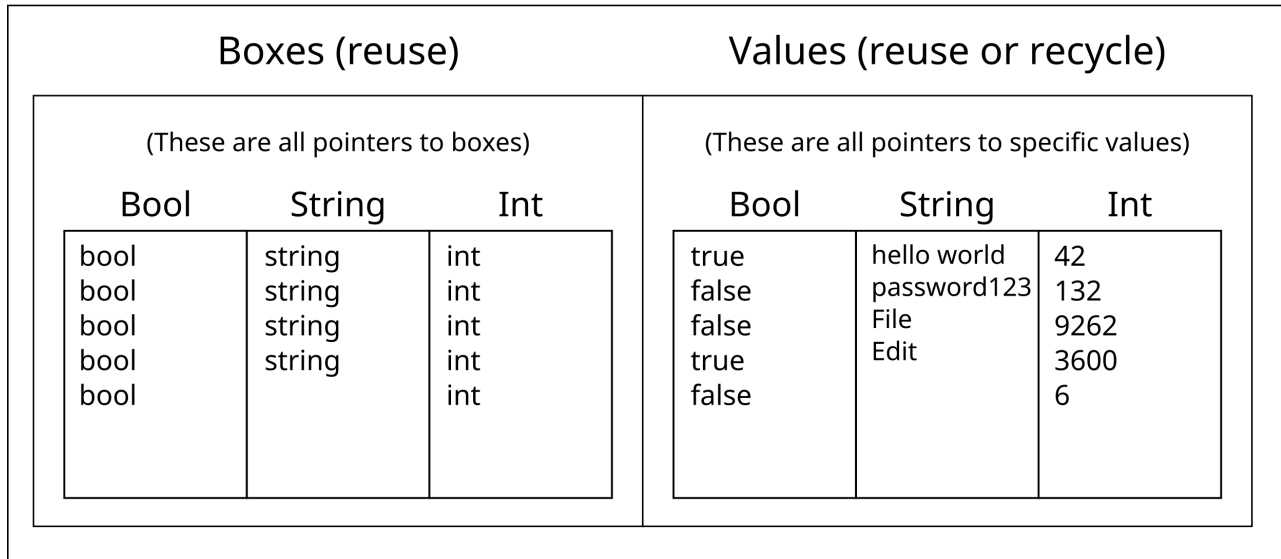 Boxes (reuse)
Values (reuse or recycle)
(These are all pointers to boxes)
Bool
String
Int
bool
bool
bool
bool
bool
string
string
string
string
int
int
int
int
int
(These are all pointers to specific values)
Bool
String
Int
true
false
false
true
false
hello world
password123
File
Edit
42
132
9262
3600
6